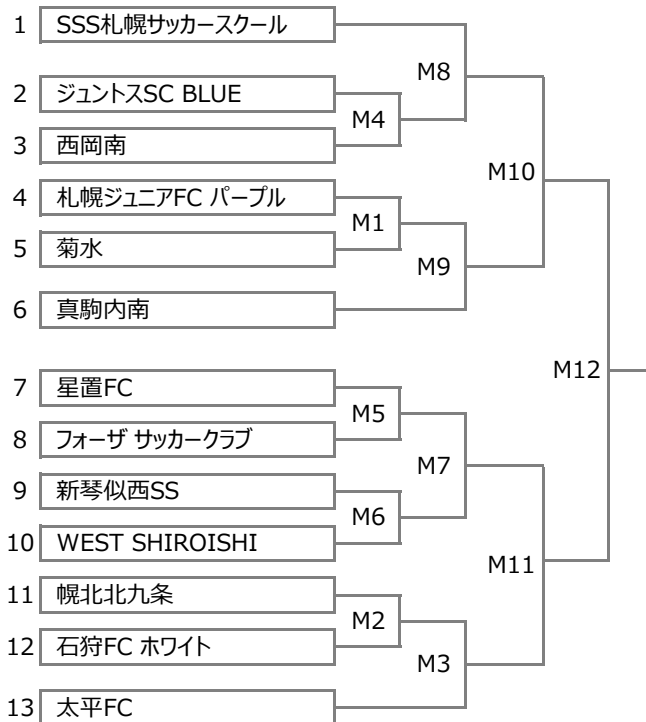 1 SSS札幌サッカースクール
M8
2 ジュントスSC BLUE
M4
3 西岡南
M10
4 札幌ジュニアFC パープル
M1
5 菊水
M9
6 真駒内南
M12
7 星置FC
M5
8 フォーザ サッカークラブ
M7
9 新琴似西SS
M6
10 WEST SHIROISHI
M11
11 幌北北九条
M2
12 石狩FC ホワイト
M3
13 太平FC